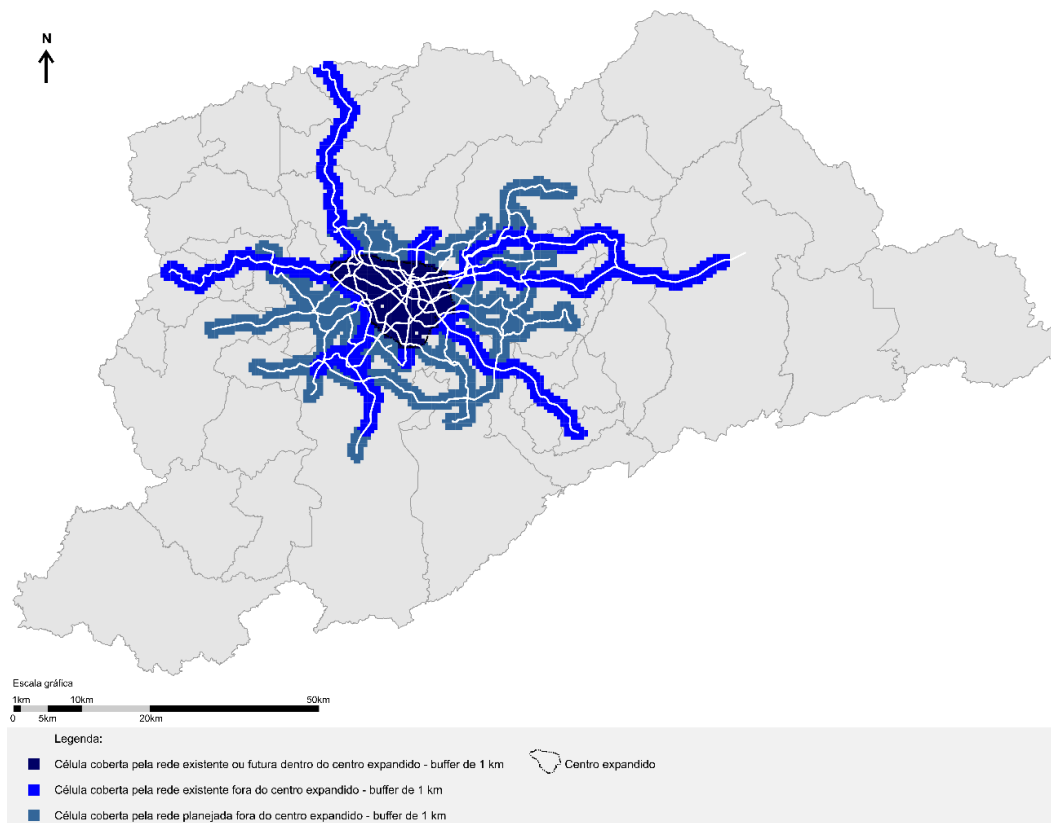 N
Escala gráfica
1km 10km 50km
0 5km 20km
Legenda:
Célula coberta pela rede existente ou futura dentro do centro expandido - buffer de 1 km
Centro expandido
Célula coberta pela rede existente fora do centro expandido - buffer de 1 km
Célula coberta pela rede planejada fora do centro expandido - buffer de 1 km